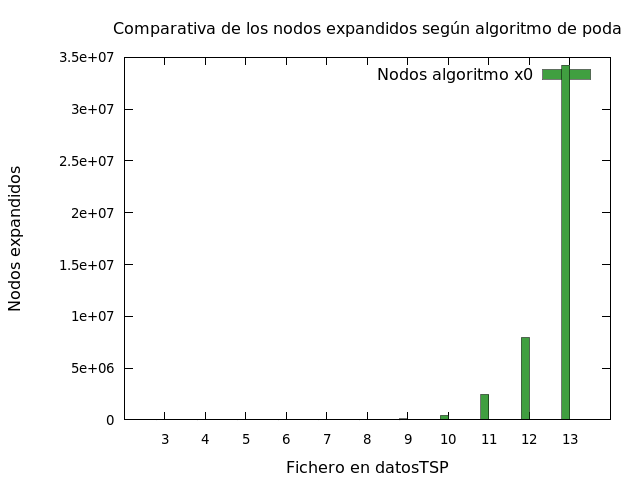 Comparativa de los nodos expandidos según algoritmo de poda
3.5e+07
Nodos algoritmo x0
3e+07
2.5e+07
2e+07
1.5e+07
1e+07
5e+06
0
Nodos expandidos
3 4 5 6 7 8 9 10 11 12 13
Fichero en datosTSP